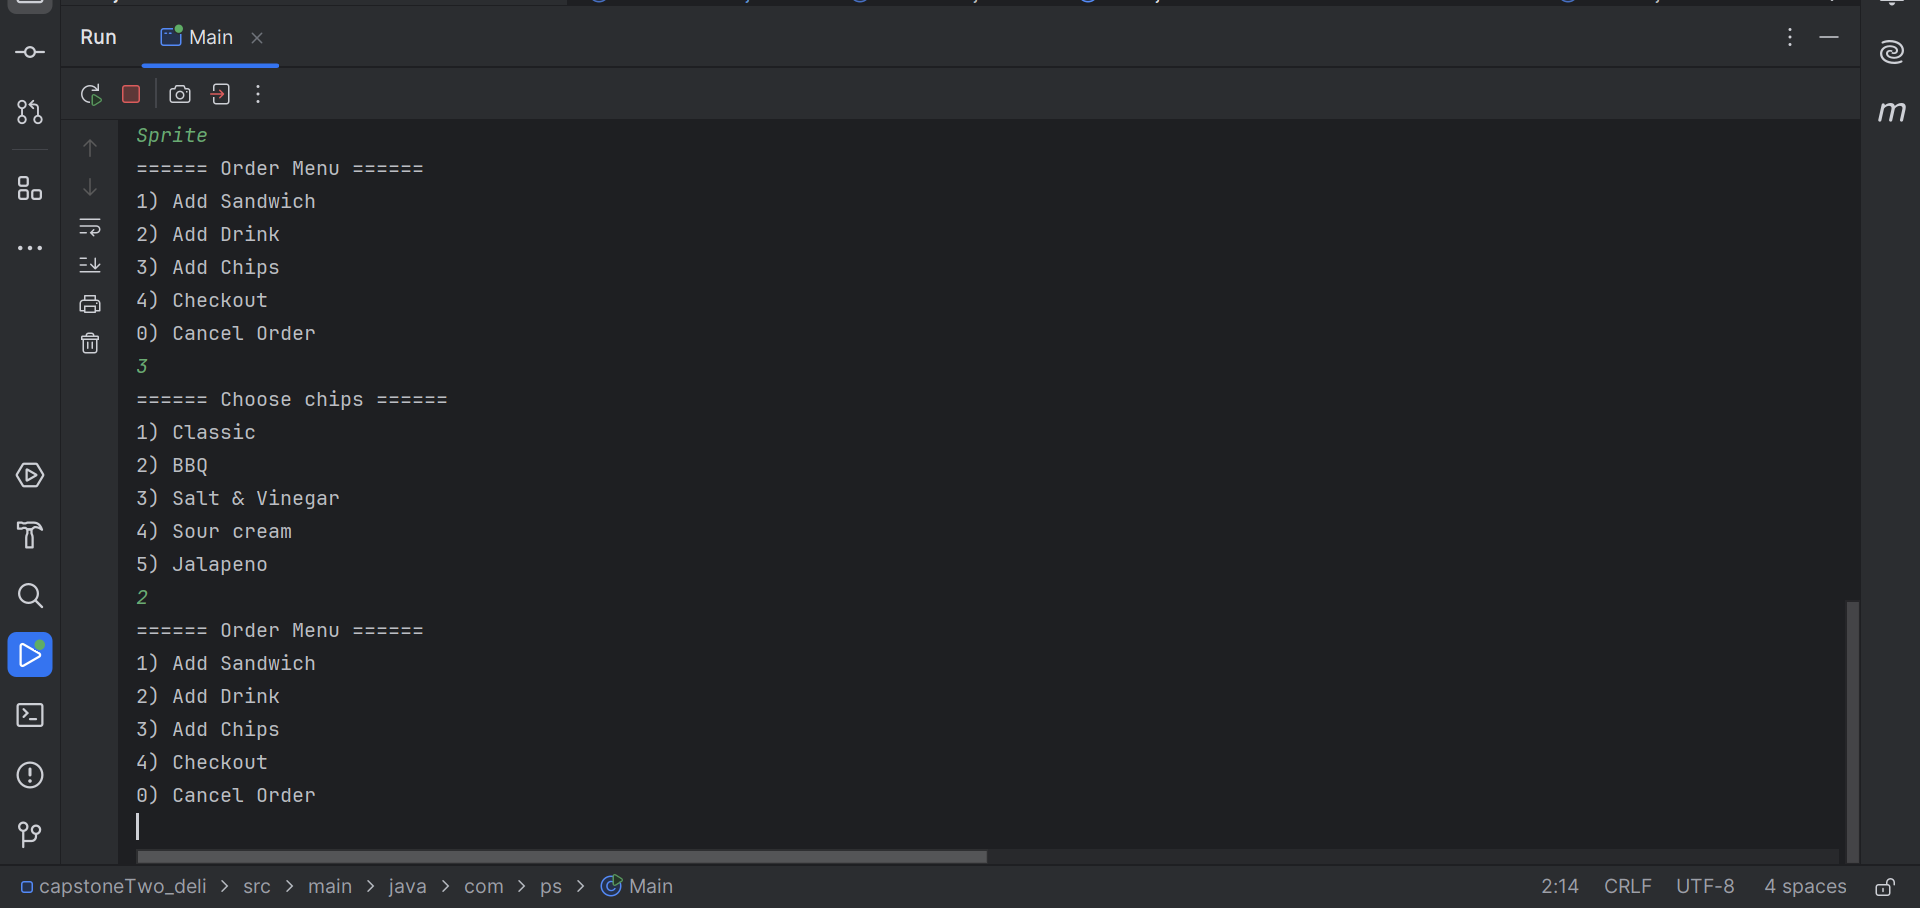 Run Main
Sprite
====== Order Menu ======
1) Add Sandwich
2) Add Drink
3) Add Chips
4) Checkout
0) Cancel Order
3
====== Choose chips ======
1) Classic
2) BBQ
3) Salt & Vinegar
4) Sour cream
5) Jalapeno
2
====== Order Menu ======
1) Add Sandwich
2) Add Drink
3) Add Chips
4) Checkout
0) Cancel Order
capstoneTwo_deli > src > main > java > com > ps > Main 2:14 CRLF UTF-8 4 spaces
m